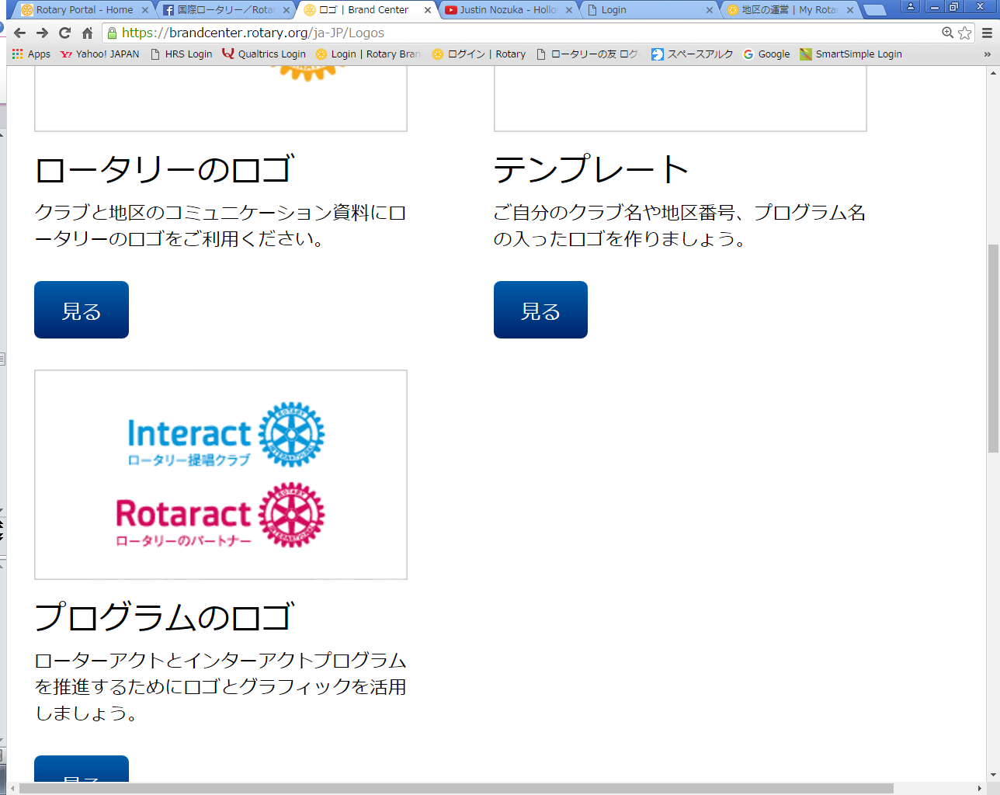 Rotary Portal - Home
国際ロータリー／Rota
ロゴ | Brand Center
Justin Nozuka - Hollo
Login
地区の運営 | My Rota
https://brandcenter.rotary.org/ja-JP/Logos
Apps
Yahoo! JAPAN
HRS Login
Qualtrics Login
Login | Rotary Bran
ログイン | Rotary
ロータリーの友 ログ
スペースアルク
Google
SmartSimple Login
»
ロータリーのロゴ
クラブと地区のコミュニケーション資料にロ
ータリーのロゴをご利用ください。
見る
テンプレート
ご自分のクラブ名や地区番号、プログラム名
の入ったロゴを作りましょう。
見る
Interact
ロータリー提唱クラブ
ROTARY
INTERNATIONAL
Rotaract
ロータリーのパートナー
ROTARY
INTERNATIONAL
プログラムのロゴ
ローターアクトとインターアクトプログラム
を推進するためにロゴとグラフィックを活用
しましょう。
見る